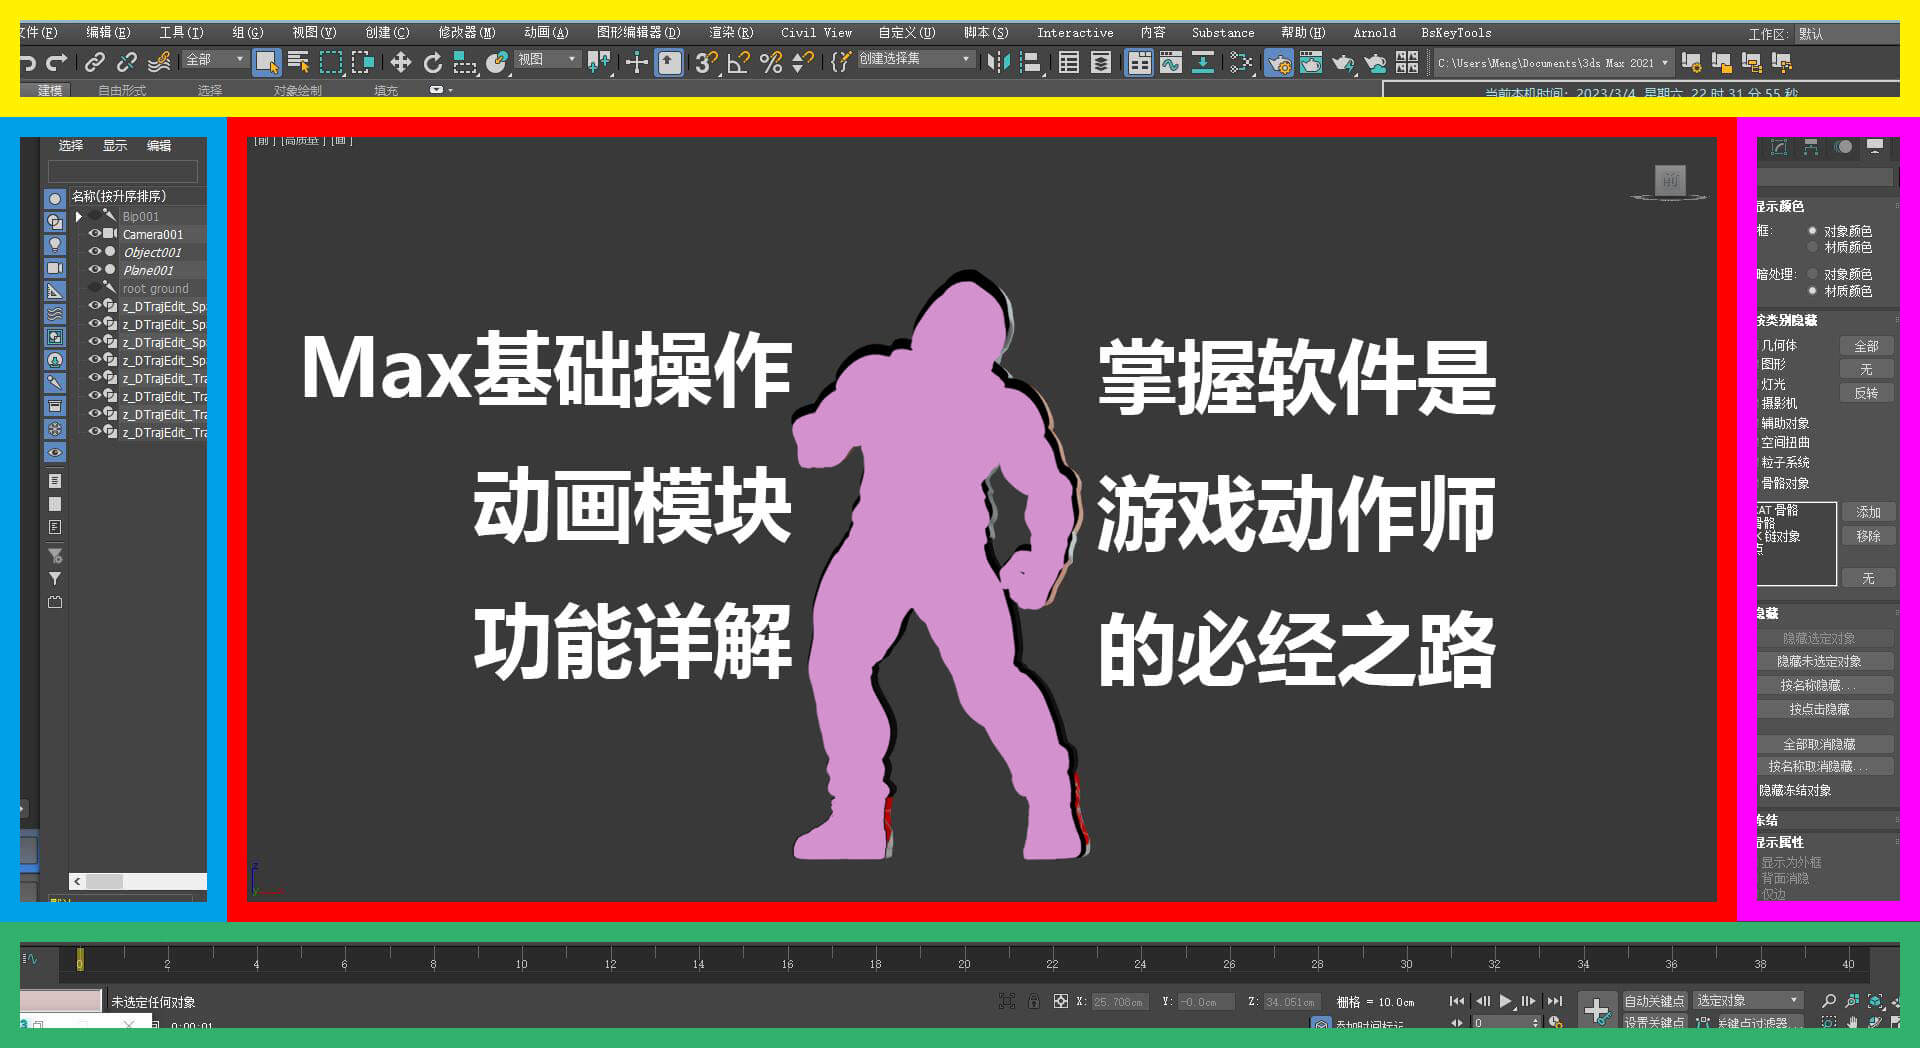 文件(F) 编辑(E) 工具(T) 组(G) 视图(V) 创建(C) 修改器(M) 动画(A) 图形编辑器(D) 渲染(R) Civil View 自定义(U) 脚本(S) Interactive 内容 Substance 帮助(H) Arnold BsKeyTools 工作区: 默认
全部 视图 创建选择集 C:\Users\Meng\Documents\3ds Max 2021
建模 自由形式 选择 对象绘制 填充
当前本机时间: 2023/3/4 星期六 22 时 31 分 55 秒
选择 显示 编辑
名称(按升序排序)
Bip001
Camera001
Object001
Plane001
root ground
z_DTrajEdit_Sp
z_DTrajEdit_Sp
z_DTrajEdit_Sp
z_DTrajEdit_Sp
z_DTrajEdit_Tra
z_DTrajEdit_Tra
z_DTrajEdit_Tra
z_DTrajEdit_Tra
[前] [高质量] [面]
前
Max基础操作
动画模块
功能详解
掌握软件是
游戏动作师
的必经之路
z
y
显示颜色
框: 对象颜色
材质颜色
暗处理: 对象颜色
材质颜色
按类别隐藏
几何体 全部
图形
无
灯光
摄影机 反转
辅助对象
空间扭曲
粒子系统
骨骼对象
CAT 骨骼 添加
骨骼
IK 链对象 移除
点
无
隐藏
隐藏选定对象
隐藏未选定对象
按名称隐藏...
按点击隐藏
全部取消隐藏
按名称取消隐藏...
隐藏冻结对象
冻结
显示属性
显示为外框
背面消隐
仅边
0 2 4 6 8 10 12 14 16 18 20 22 24 26 28 30 32 34 36 38 40
未选定任何对象 X: 25.708cm Y: -0.0cm Z: 34.051cm 栅格 = 10.0cm 自动关键点 选定对象
0:00:01 添加时间标记 0 设置关键点 关键点过滤器...